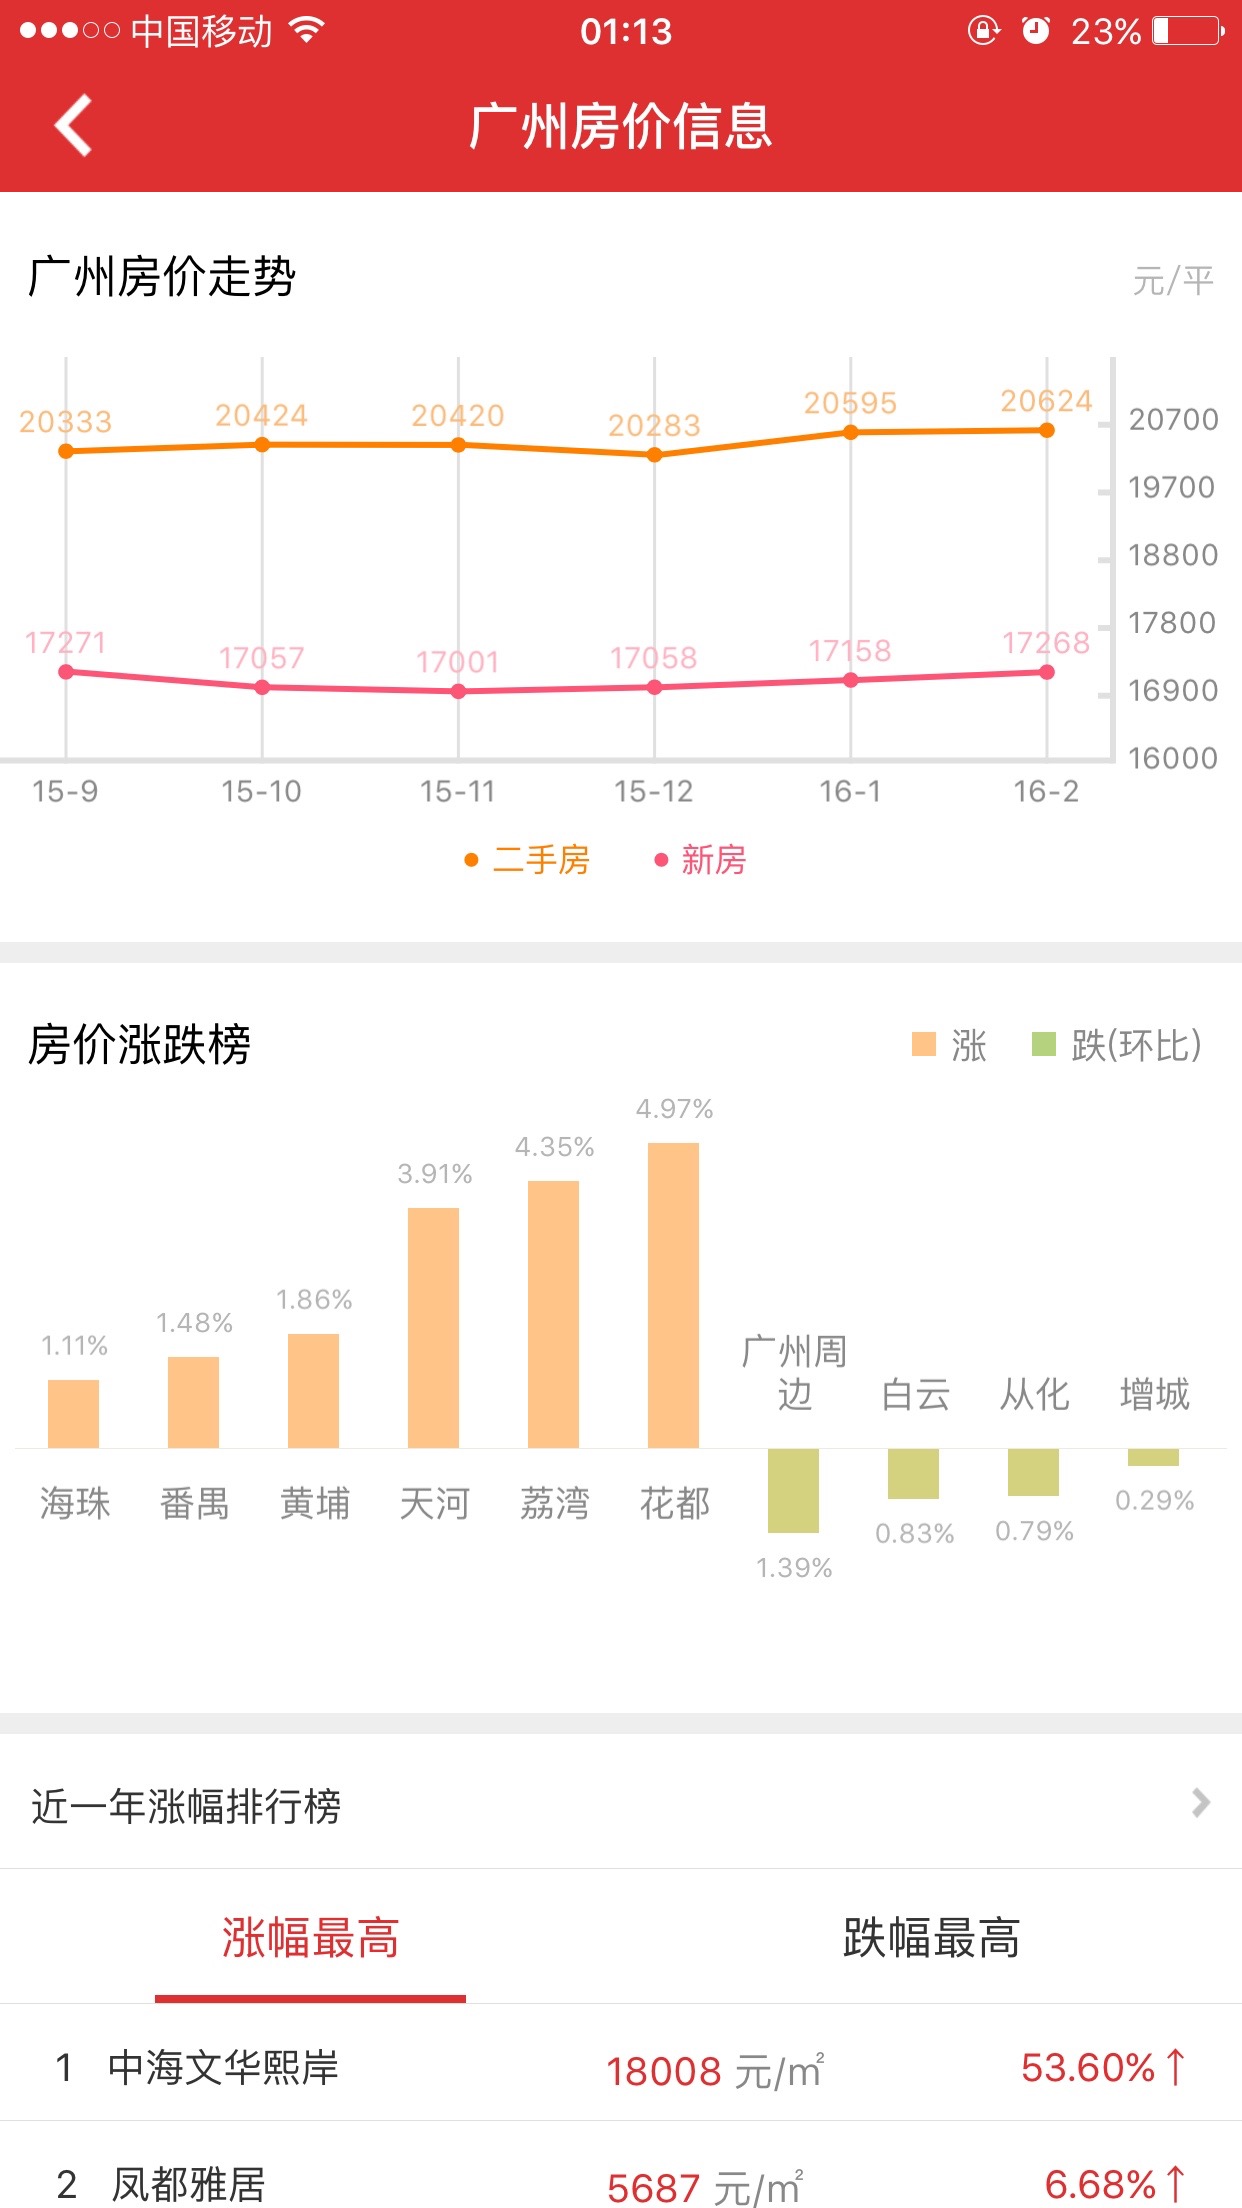 中国移动 01:13 23%
广州房价信息
广州房价走势 元/平
20333 20424 20420 20283 20595 20624
17271 17057 17001 17058 17158 17268
20700
19700
18800
17800
16900
16000
15-9 15-10 15-11 15-12 16-1 16-2
二手房 新房
房价涨跌榜 涨 跌(环比)
1.11% 1.48% 1.86% 3.91% 4.35% 4.97%
海珠 番禺 黄埔 天河 荔湾 花都
广州周
边 白云 从化 增城
1.39% 0.83% 0.79% 0.29%
近一年涨幅排行榜
涨幅最高 跌幅最高
1 中海文华熙岸 18008 元/㎡ 53.60%↑
2 凤都雅居 5687 元/㎡ 6.68%↑